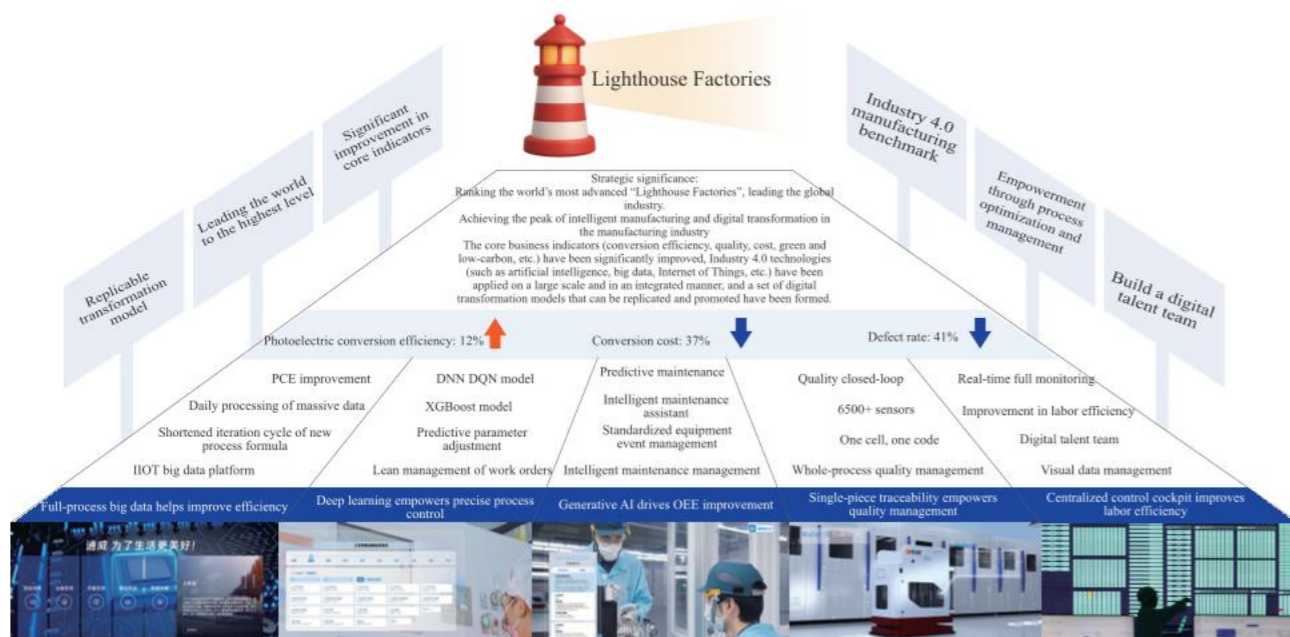 Lighthouse Factories
Significant
improvement in
core indicators
Leading the world
to the highest level
Replicable
transformation
model
Industry 4.0
manufacturing
benchmark
Empowerment
through process
optimization and
management
Build a digital
talent team
Strategic significance:
Ranking the world's most advanced “Lighthouse Factories”, leading the global
industry.
Achieving the peak of intelligent manufacturing and digital transformation in
the manufacturing industry
The core business indicators (conversion efficiency, quality, cost, green and
low-carbon, etc.) have been significantly improved, Industry 4.0 technologies
(such as artificial intelligence, big data, Internet of Things, etc.) have been
applied on a large scale and in an integrated manner, and a set of digital
transformation models that can be replicated and promoted have been formed.
Photoelectric conversion efficiency: 12%
Conversion cost: 37%
Defect rate: 41%
PCE improvement
Daily processing of massive data
Shortened iteration cycle of new
process formula
IIOT big data platform
DNN DQN model
XGBoost model
Predictive parameter
adjustment
Lean management of work orders
Predictive maintenance
Intelligent maintenance
assistant
Standardized equipment
event management
Intelligent maintenance management
Quality closed-loop
6500+ sensors
One cell, one code
Whole-process quality management
Real-time full monitoring
Improvement in labor efficiency
Digital talent team
Visual data management
Full-process big data helps improve efficiency
Deep learning empowers precise process
control
Generative AI drives OEE improvement
Single-piece traceability empowers
quality management
Centralized control cockpit improves
labor efficiency
通威 为了生活更美好!